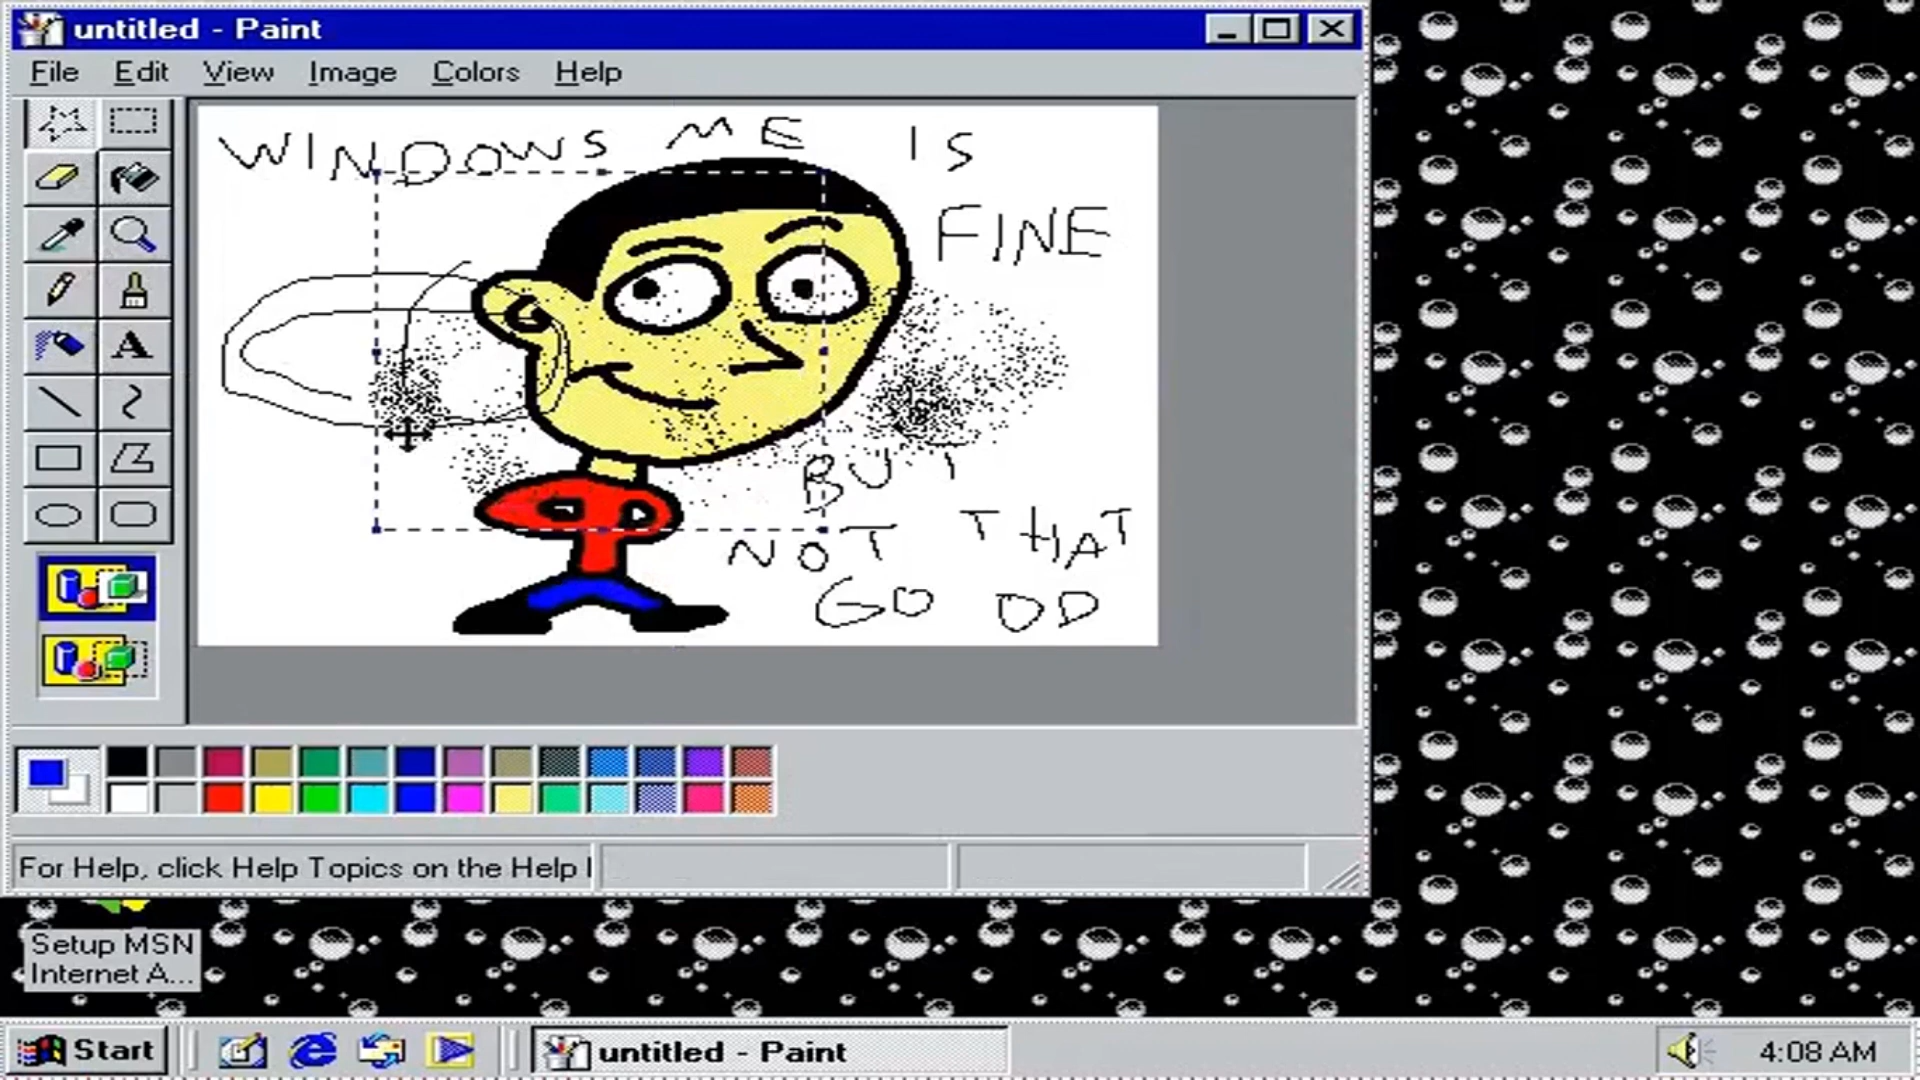 untitled - Paint
File Edit View Image Colors Help
WINDOWS ME IS
FINE
BUT
NOT THAT
GOOD
For Help, click Help Topics on the Help
Setup MSN
Internet A...
Start
untitled - Paint
4:08 AM